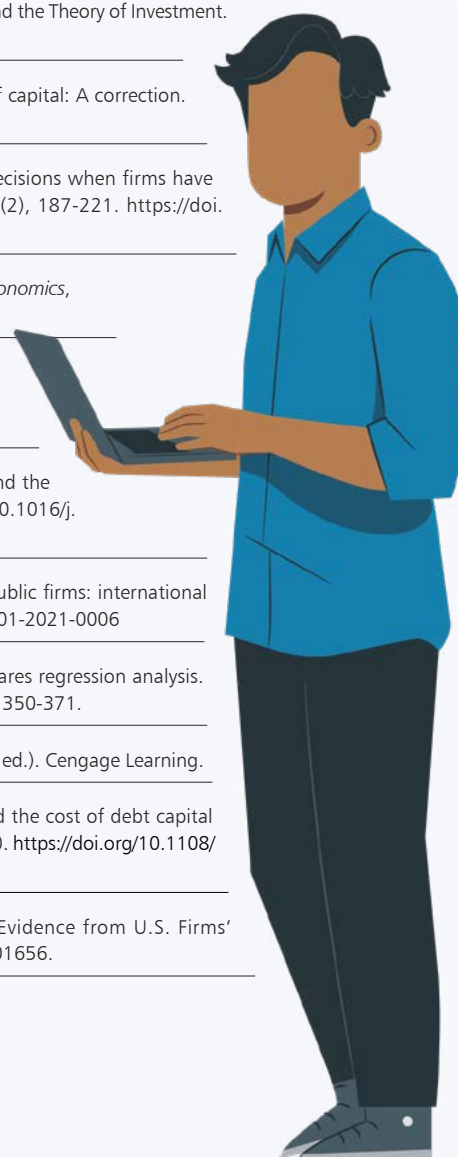 nd the Theory of Investment.
f capital: A correction.
ecisions when firms have
(2), 187-221. https://doi.
onomics,
nd the
0.1016/j.
ublic firms: international
01-2021-0006
ares regression analysis.
350-371.
ed.). Cengage Learning.
d the cost of debt capital
0. https://doi.org/10.1108/
Evidence from U.S. Firms'
01656.